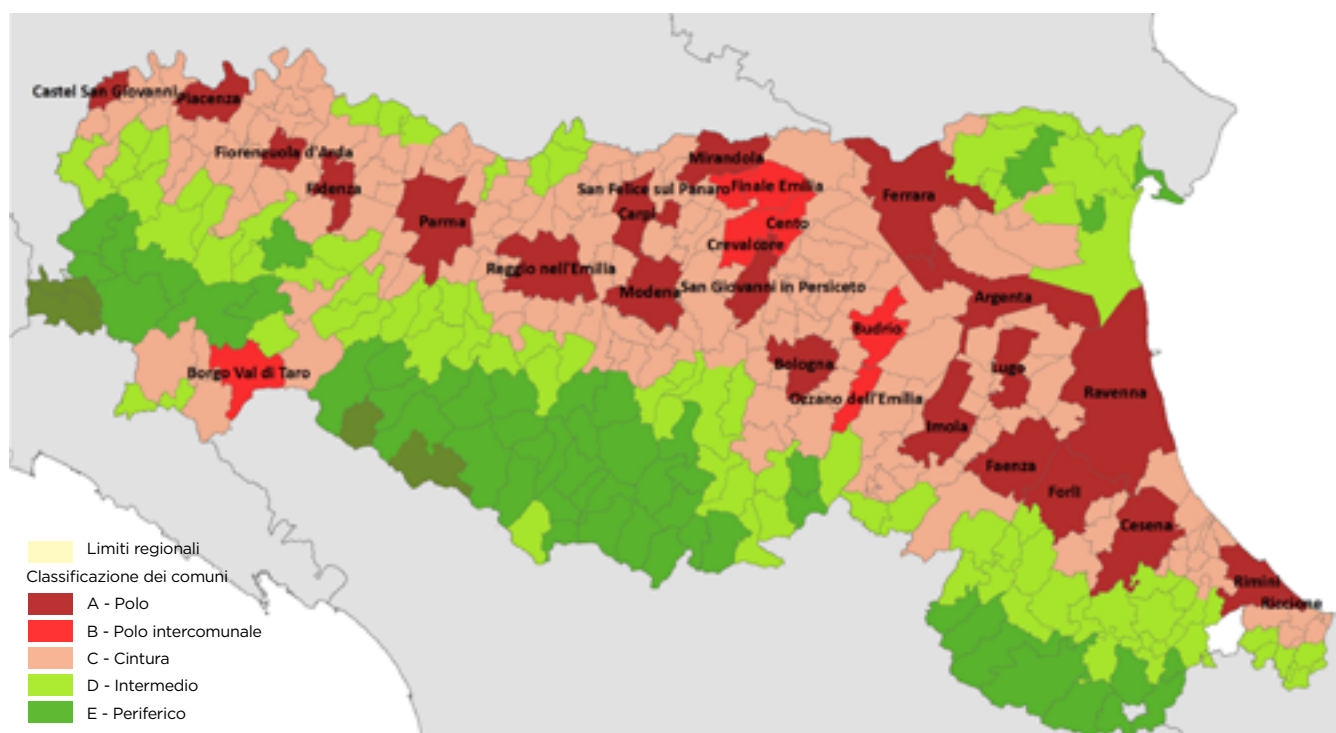 Castel San Giovanni
Piacenza
Fiorenzuola d'Arda
Fidenza
Parma
Reggio nell'Emilia
Mirandola
San Felice sul Panaro
Finale Emilia
Carpi
Cento
Crevalcore
Modena
San Giovanni in Persiceto
Ferrara
Argenta
Budrio
Bologna
Ozzano dell'Emilia
Borgo Val di Taro
Lugo
Ravenna
Imola
Faenza
Forlì
Cesena
Rimini
Riccione
Limiti regionali
Classificazione dei comuni
A - Polo
B - Polo intercomunale
C - Cintura
D - Intermedio
E - Periferico